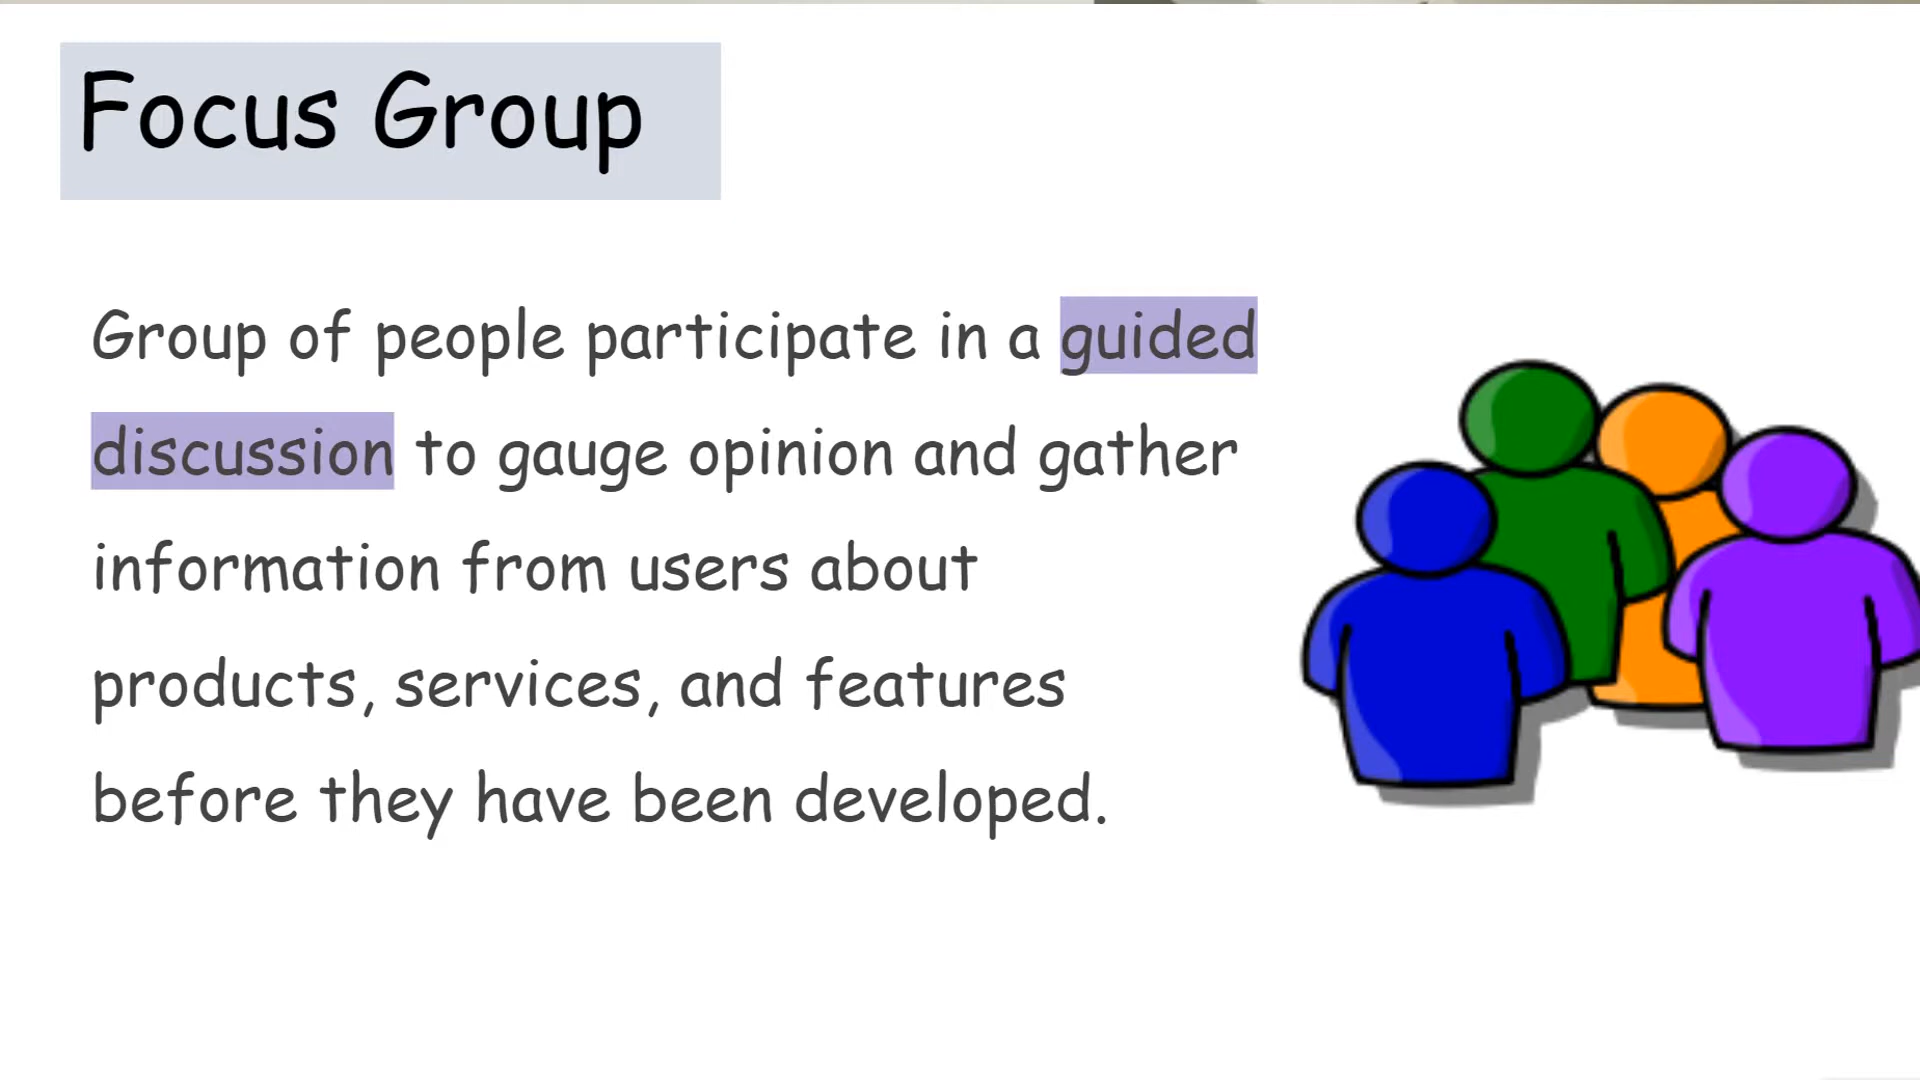 Focus Group
Group of people participate in a guided
discussion to gauge opinion and gather
information from users about
products, services, and features
before they have been developed.